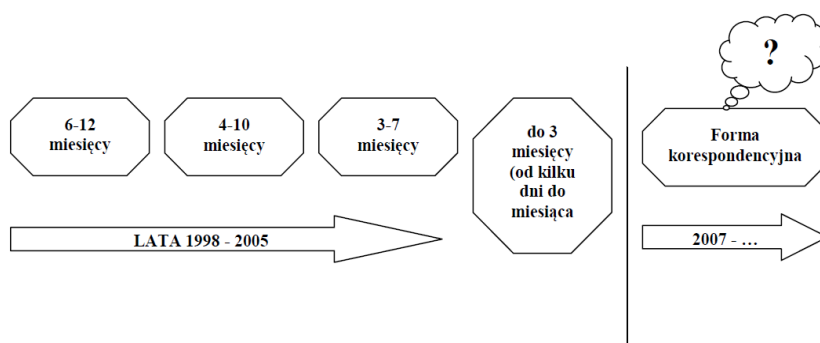 6-12
miesięcy
4-10
miesięcy
3-7
miesięcy
do 3
miesięcy
(od kilku
dni do
miesiąca
?
Forma
korespondencyjna
LATA 1998 - 2005
2007 - ...